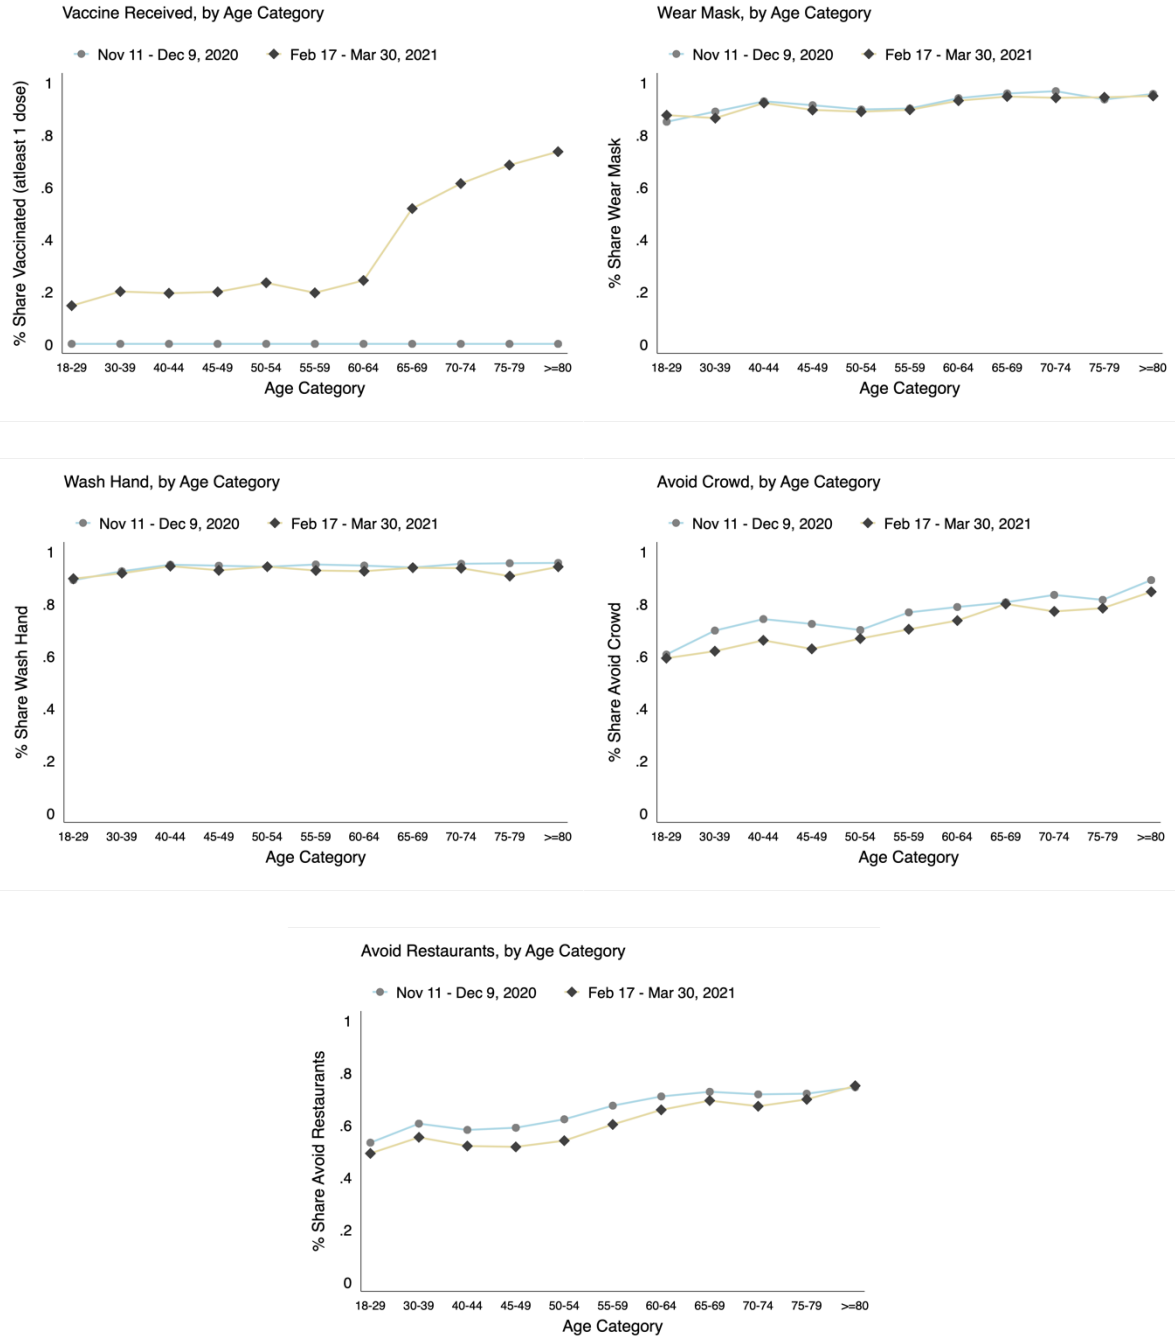 Vaccine Received, by Age Category
Nov 11 - Dec 9, 2020 Feb 17 - Mar 30, 2021
% Share Vaccinated (atleast 1 dose)
1
.8
.6
.4
.2
0
18-29 30-39 40-44 45-49 50-54 55-59 60-64 65-69 70-74 75-79 >=80
Age Category
Wear Mask, by Age Category
Nov 11 - Dec 9, 2020 Feb 17 - Mar 30, 2021
% Share Wear Mask
1
.8
.6
.4
.2
0
18-29 30-39 40-44 45-49 50-54 55-59 60-64 65-69 70-74 75-79 >=80
Age Category
Wash Hand, by Age Category
Nov 11 - Dec 9, 2020 Feb 17 - Mar 30, 2021
% Share Wash Hand
1
.8
.6
.4
.2
0
18-29 30-39 40-44 45-49 50-54 55-59 60-64 65-69 70-74 75-79 >=80
Age Category
Avoid Crowd, by Age Category
Nov 11 - Dec 9, 2020 Feb 17 - Mar 30, 2021
% Share Avoid Crowd
1
.8
.6
.4
.2
0
18-29 30-39 40-44 45-49 50-54 55-59 60-64 65-69 70-74 75-79 >=80
Age Category
Avoid Restaurants, by Age Category
Nov 11 - Dec 9, 2020 Feb 17 - Mar 30, 2021
% Share Avoid Restaurants
1
.8
.6
.4
.2
0
18-29 30-39 40-44 45-49 50-54 55-59 60-64 65-69 70-74 75-79 >=80
Age Category